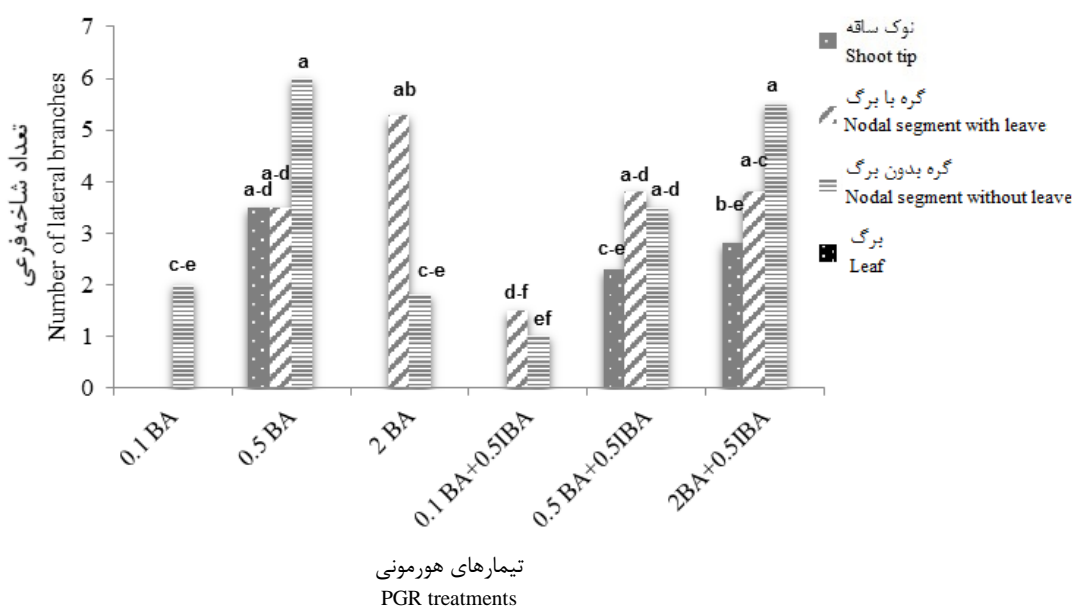 7
6
5
4
3
2
1
0
تعداد شاخه‌فرعی
Number of lateral branches
c-e
a-d
a-d
a
ab
c-e
d-f
ef
c-e
a-d
a-d
b-e
a-c
a
0.1 BA
0.5 BA
2 BA
0.1 BA+0.5IBA
0.5 BA+0.5IBA
2BA+0.5IBA
تیمارهای هورمونی
PGR treatments
نوک ساقه
Shoot tip
گره با برگ
Nodal segment with leave
گره بدون برگ
Nodal segment without leave
برگ
Leaf